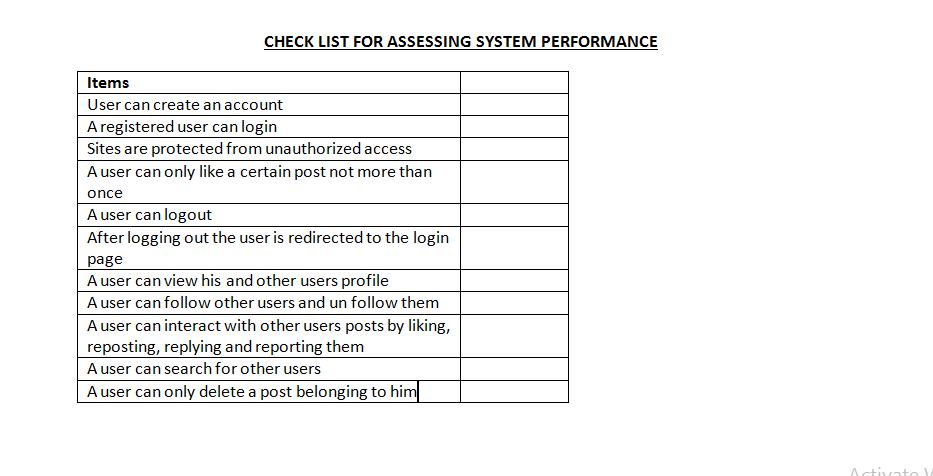 CHECK LIST FOR ASSESSING SYSTEM PERFORMANCE
Items
User can create an account
A registered user can login
Sites are protected from unauthorized access
A user can only like a certain post not more than
once
A user can logout
After logging out the user is redirected to the login
page
A user can view his and other users profile
A user can follow other users and un follow them
A user can interact with other users posts by liking,
reposting, replying and reporting them
A user can search for other users
A user can only delete a post belonging to him
Activate